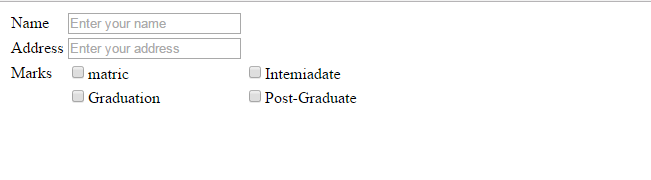 Name Enter your name
Address Enter your address
Marks matric Intemiadate
Graduation Post-Graduate